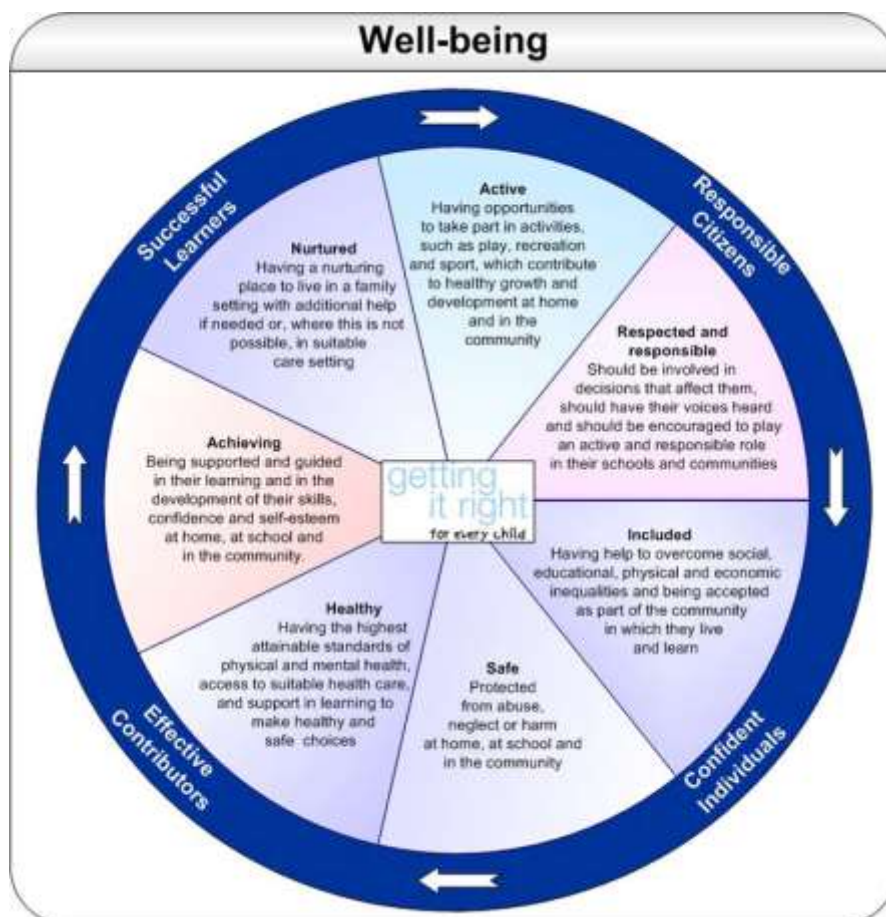 Well-being
Successful
Learners
Responsible
Citizens
Active
Having opportunities
to take part in activities,
such as play, recreation
and sport, which contribute
to healthy growth and
development at home
and in the
community
Nurtured
Having a nurturing
place to live in a family
setting with additional help
if needed or, where this is not
possible, in suitable
care setting
Respected and
responsible
Should be involved in
decisions that affect them,
should have their voices heard
and should be encouraged to play
an active and responsible role
in their schools and communities
Achieving
Being supported and guided
in their learning and in the
development of their skills,
confidence and self-esteem
at home, at school and
in the community.
getting
it right
for every child
Included
Having help to overcome social,
educational, physical and economic
inequalities and being accepted
as part of the community
in which they live
and learn
Healthy
Having the highest
attainable standards of
physical and mental health,
access to suitable health care,
and support in learning to
make healthy and
safe choices
Safe
Protected
from abuse,
neglect or harm
at home, at school and
in the community
Effective
Contributors
Confident
Individuals